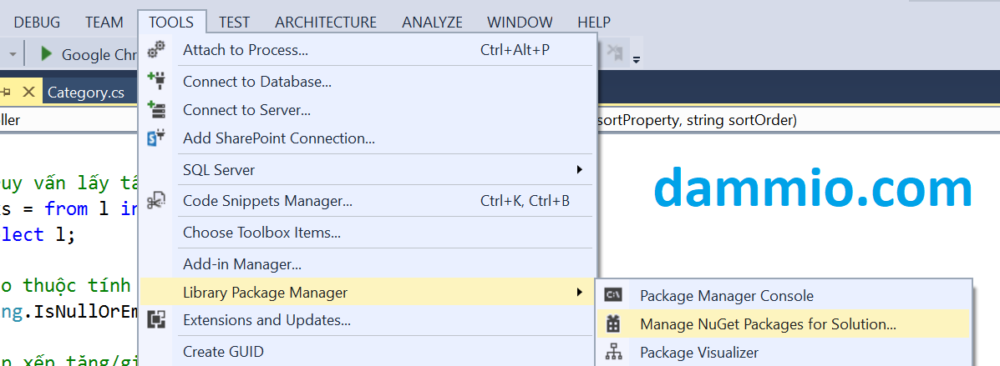 DEBUG TEAM TOOLS TEST ARCHITECTURE ANALYZE WINDOW HELP
Google Chr
Attach to Process... Ctrl+Alt+P
Connect to Database...
Category.cs
Connect to Server...
ller sortProperty, string sortOrder)
Add SharePoint Connection...
SQL Server
uy vấn lấy tấ
dammio.com
Code Snippets Manager... Ctrl+K, Ctrl+B
s = from l in
Choose Toolbox Items...
lect l;
Add-in Manager...
o thuộc tính
Library Package Manager
Package Manager Console
ng.IsNullOrEm
Extensions and Updates...
Manage NuGet Packages for Solution...
Create GUID
Package Visualizer
n xếp tăng/gi
C:\